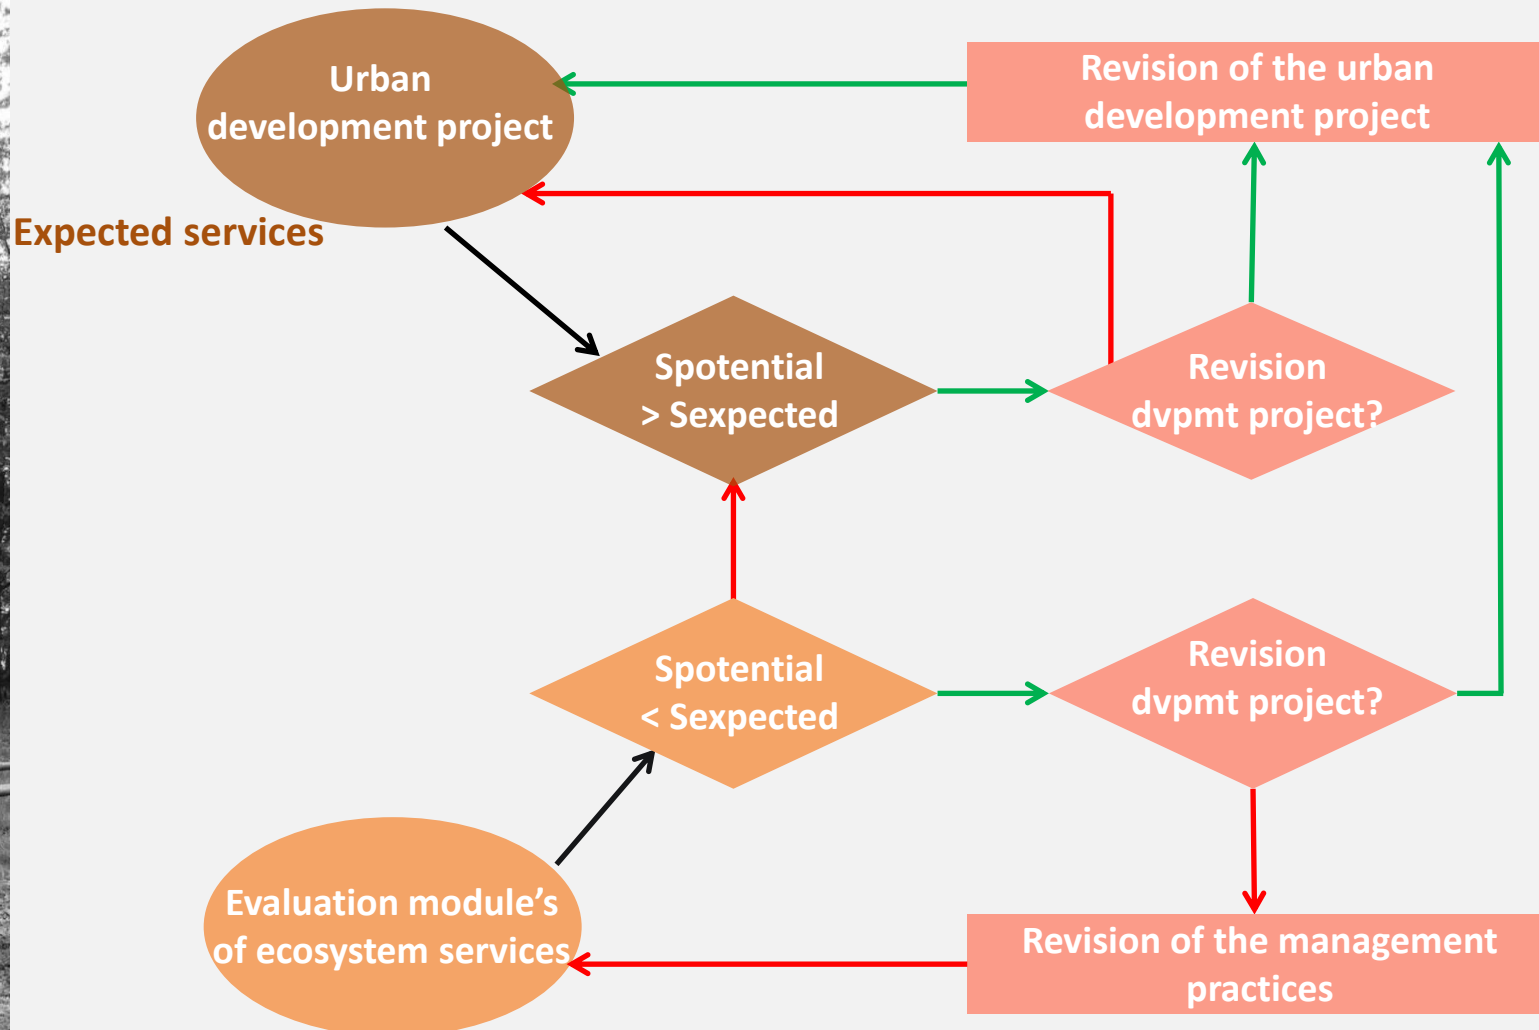 Urban
development project
Revision of the urban
development project
Expected services
Spotential
> Sexpected
Revision
dvpmt project?
Spotential
< Sexpected
Revision
dvpmt project?
Evaluation module’s
of ecosystem services
Revision of the management
practices